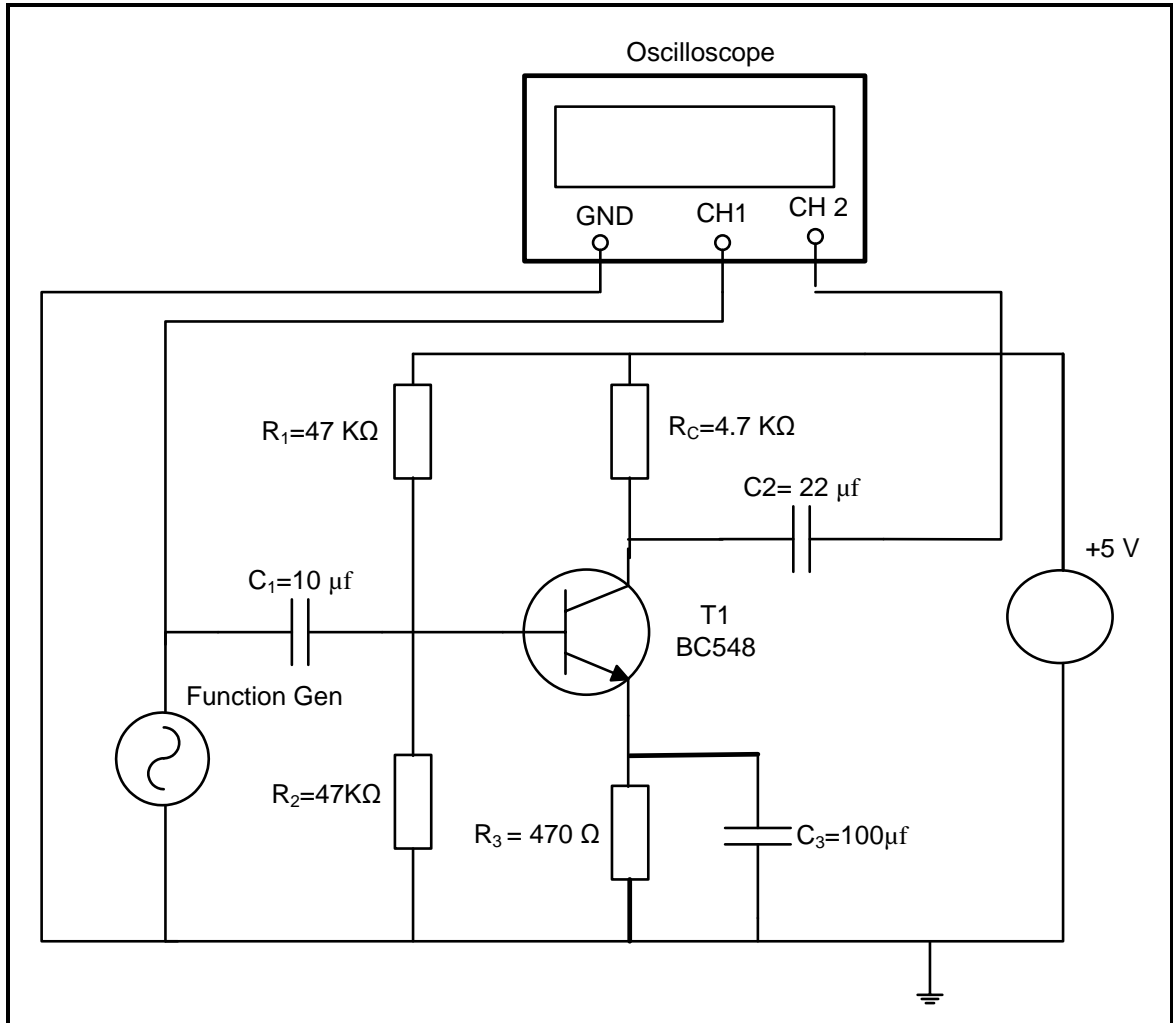 Oscilloscope
GND
CH1
CH 2
R₁=47 KΩ
R_C=4.7 KΩ
C2= 22 μf
+5 V
C₁=10 μf
T1
BC548
Function Gen
R₂=47KΩ
R₃ = 470 Ω
C₃=100μf